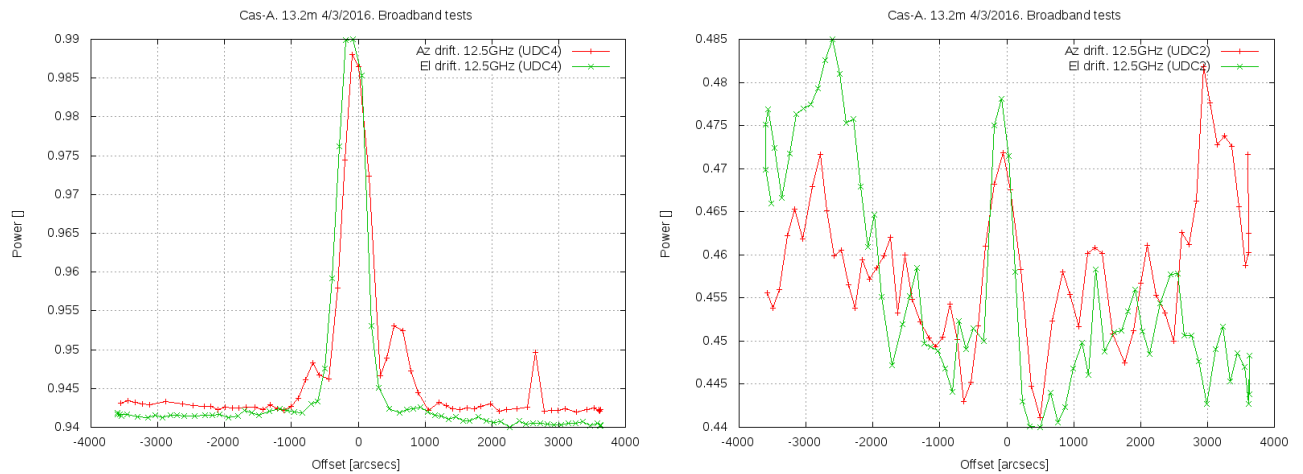 Cas-A. 13.2m 4/3/2016. Broadband tests
Az drift. 12.5GHz (UDC4)
El drift. 12.5GHz (UDC4)
0.99
0.985
0.98
0.975
0.97
0.965
0.96
0.955
0.95
0.945
0.94
Power []
-4000 -3000 -2000 -1000 0 1000 2000 3000 4000
Offset [arcsecs]
Cas-A. 13.2m 4/3/2016. Broadband tests
Az drift. 12.5GHz (UDC2)
El drift. 12.5GHz (UDC2)
0.485
0.48
0.475
0.47
0.465
0.46
0.455
0.45
0.445
0.44
Power []
-4000 -3000 -2000 -1000 0 1000 2000 3000 4000
Offset [arcsecs]